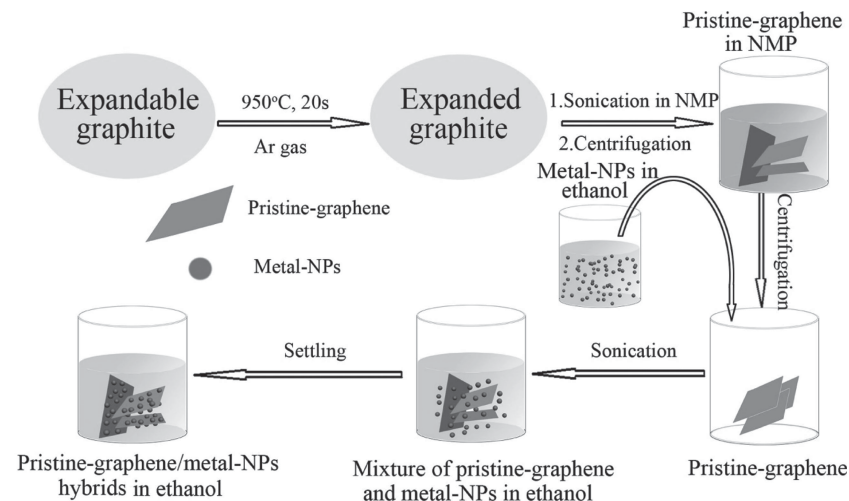 Pristine-graphene
in NMP
Expandable
graphite
950°C, 20s
Ar gas
Expanded
graphite
1.Sonication in NMP
2.Centrifugation
Metal-NPs in
ethanol
Pristine-graphene
Metal-NPs
Centrifugation
Settling
Sonication
Pristine-graphene/metal-NPs
hybrids in ethanol
Mixture of pristine-graphene
and metal-NPs in ethanol
Pristine-graphene